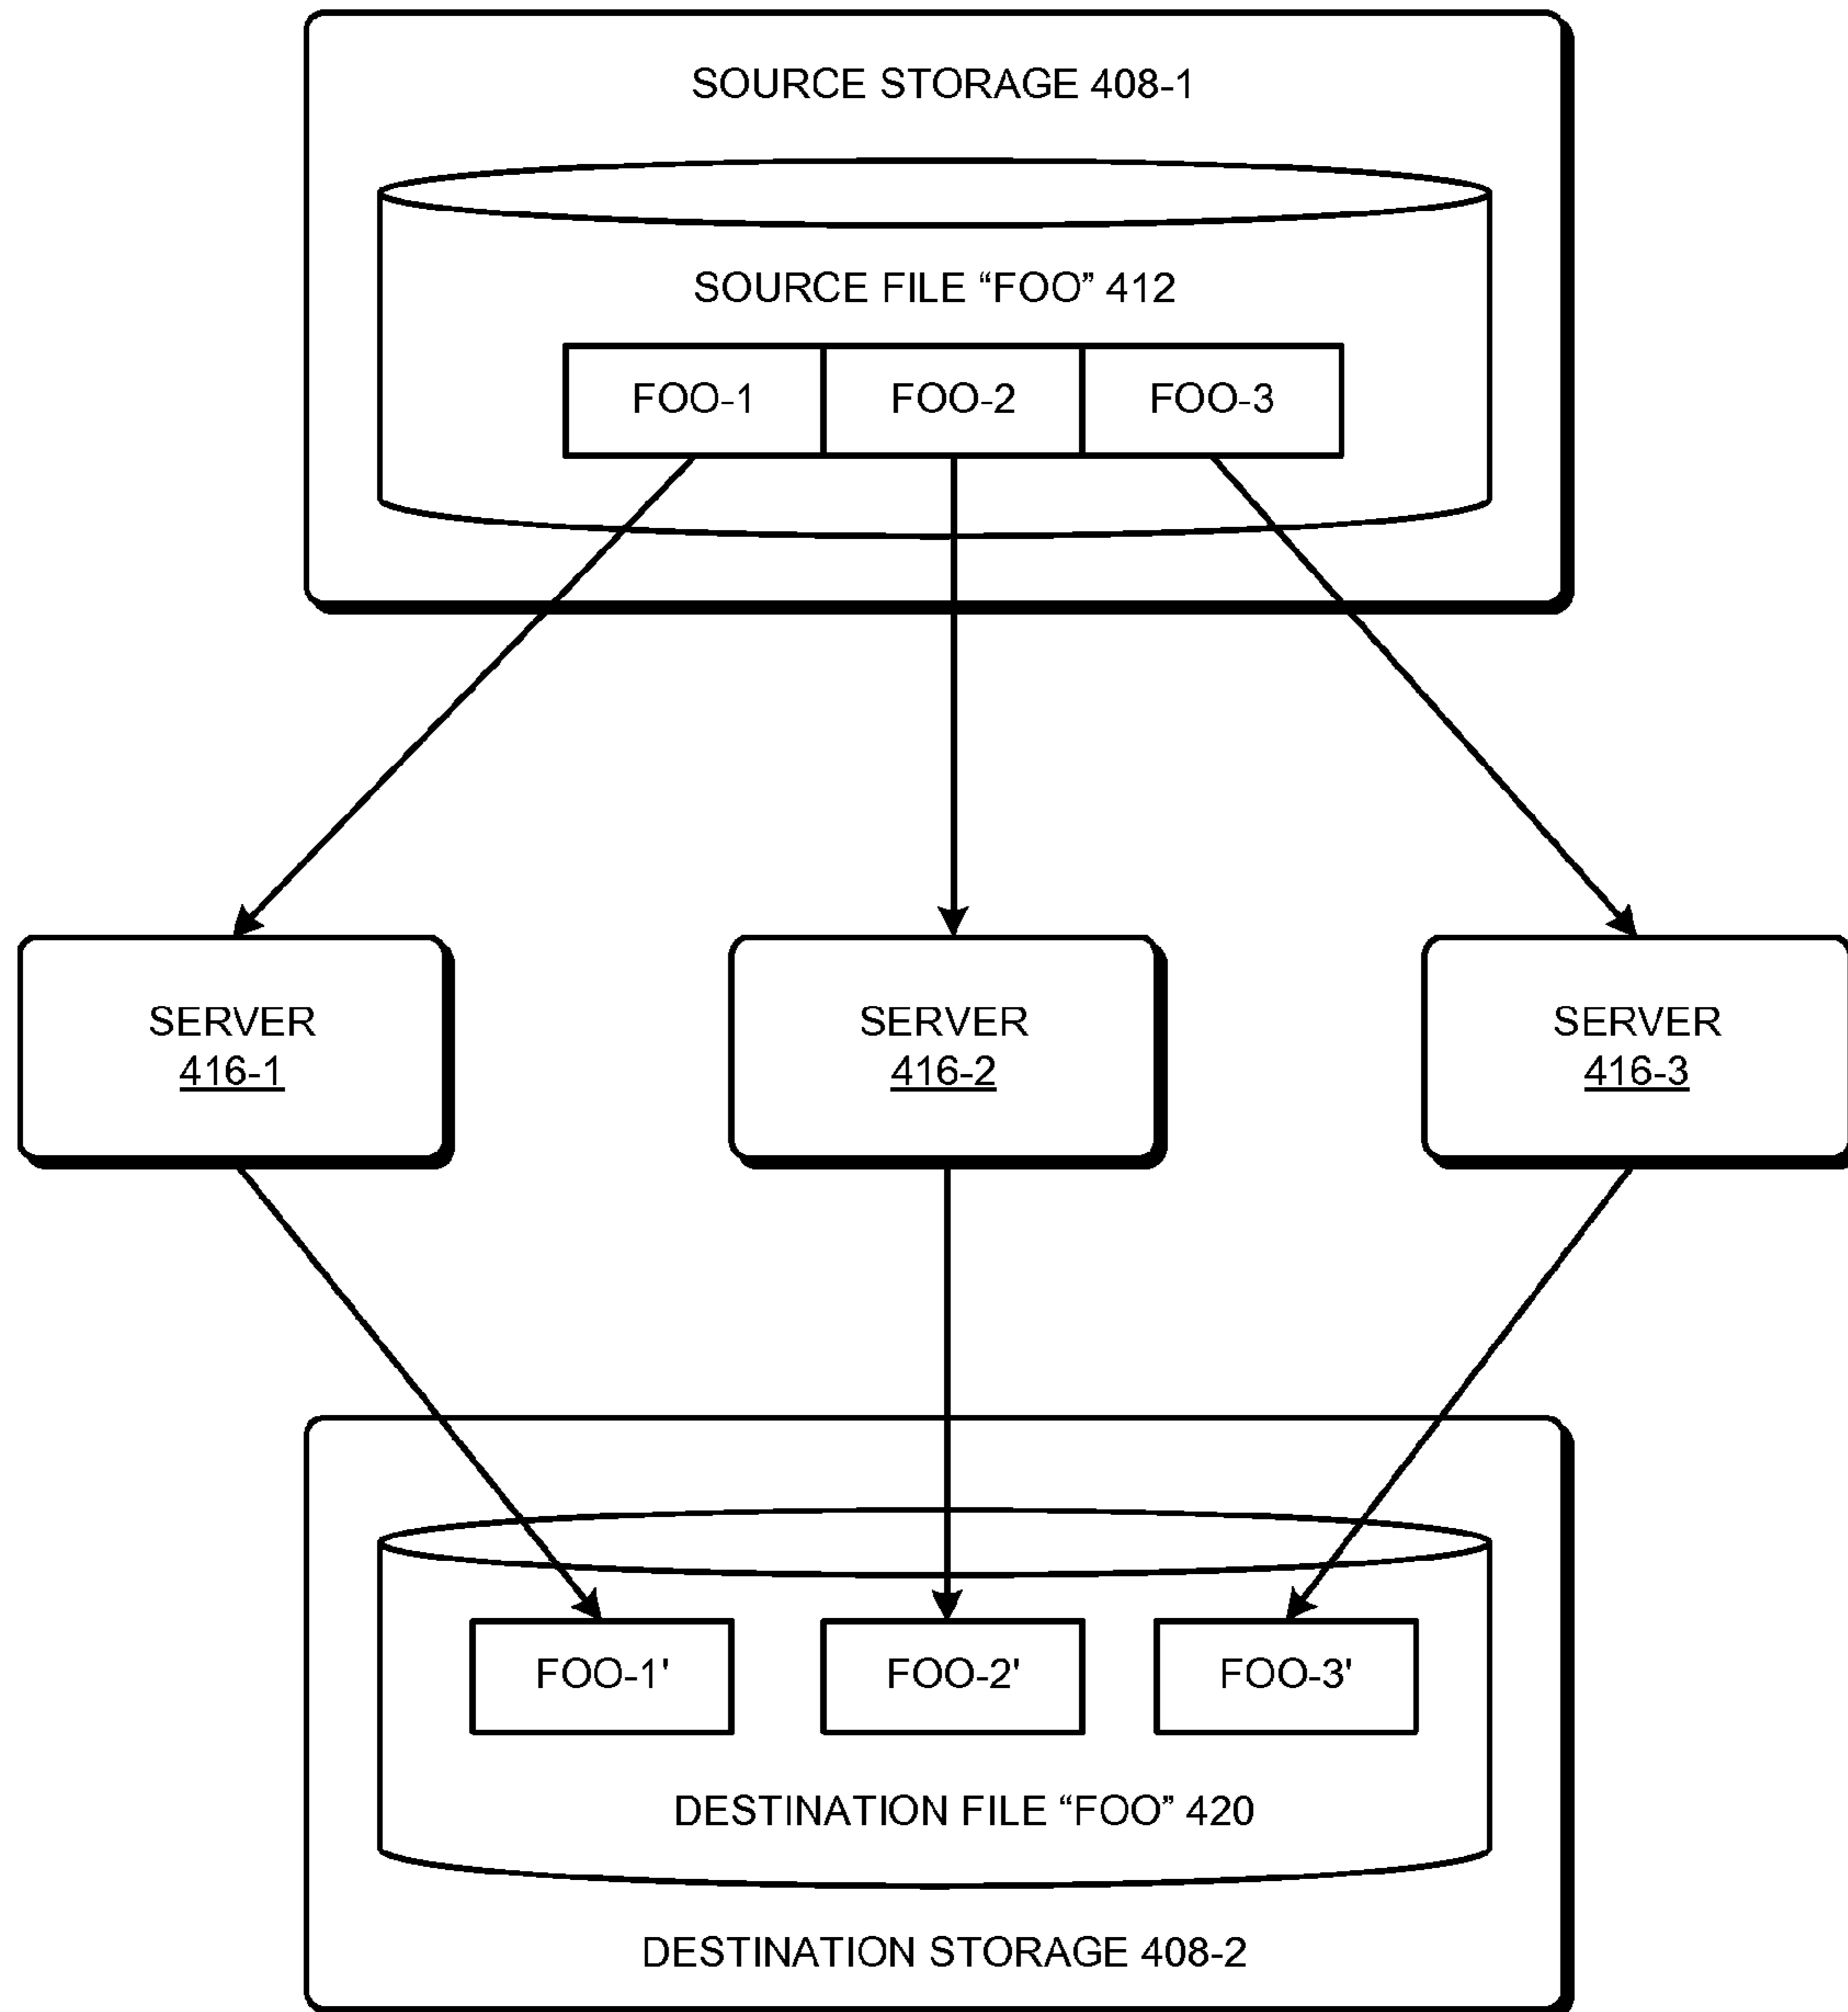 SOURCE STORAGE 408-1
SOURCE FILE “FOO” 412
FOO-1
FOO-2
FOO-3
SERVER
416-1
SERVER
416-2
SERVER
416-3
FOO-1'
FOO-2'
FOO-3'
DESTINATION FILE “FOO” 420
DESTINATION STORAGE 408-2